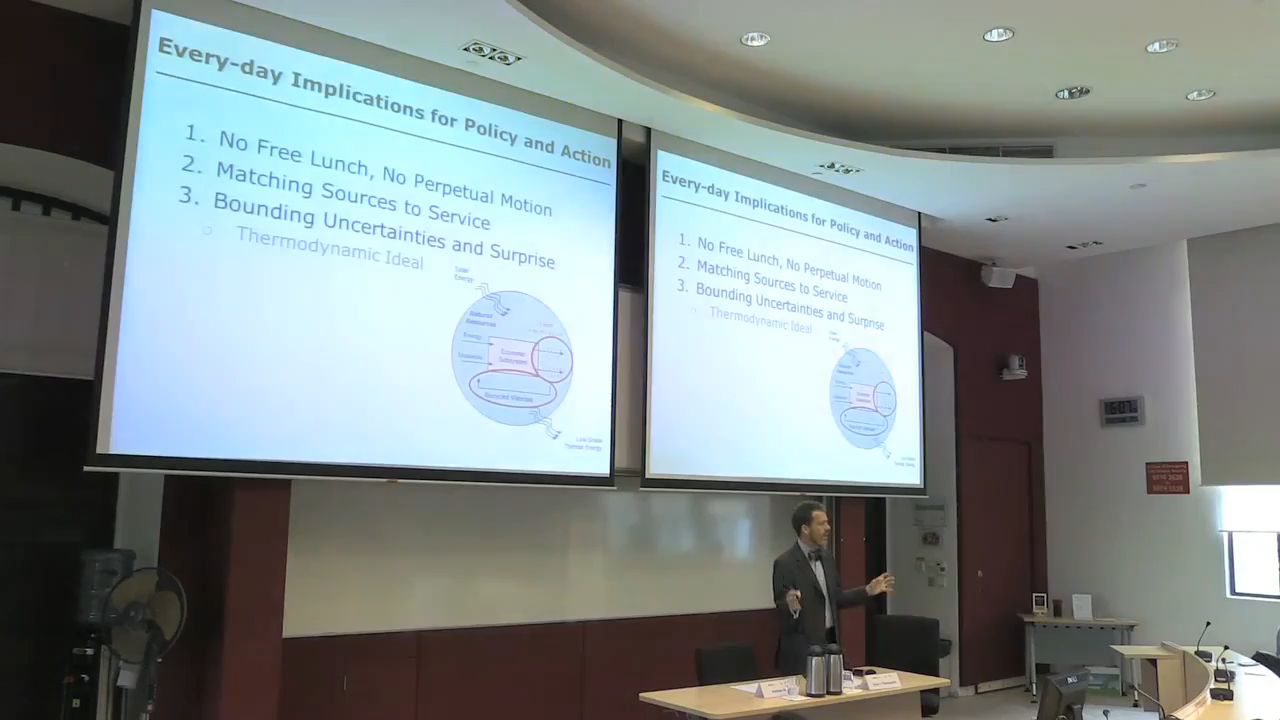 Every-day Implications for Policy and Action
1. No Free Lunch, No Perpetual Motion
2. Matching Sources to Service
3. Bounding Uncertainties and Surprise
Thermodynamic Ideal
Solar
Energy
Natural
Resources
Energy
Economic
Subsystem
Recycled Materials
Low Grade
Thermal Energy
Every-day Implications for Policy and Action
1. No Free Lunch, No Perpetual Motion
2. Matching Sources to Service
3. Bounding Uncertainties and Surprise
Thermodynamic Ideal